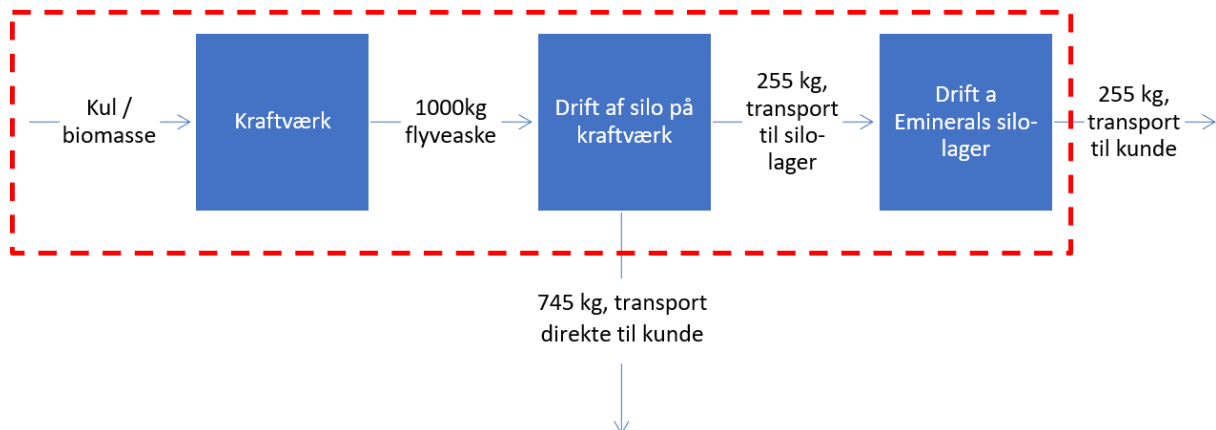 Kul /
biomasse
Kraftværk
1000kg
flyveaske
Drift af silo på
kraftværk
255 kg,
transport
til silo-
lager
Drift a
Eminerals silo-
lager
255 kg,
transport
til kunde
745 kg, transport
direkte til kunde